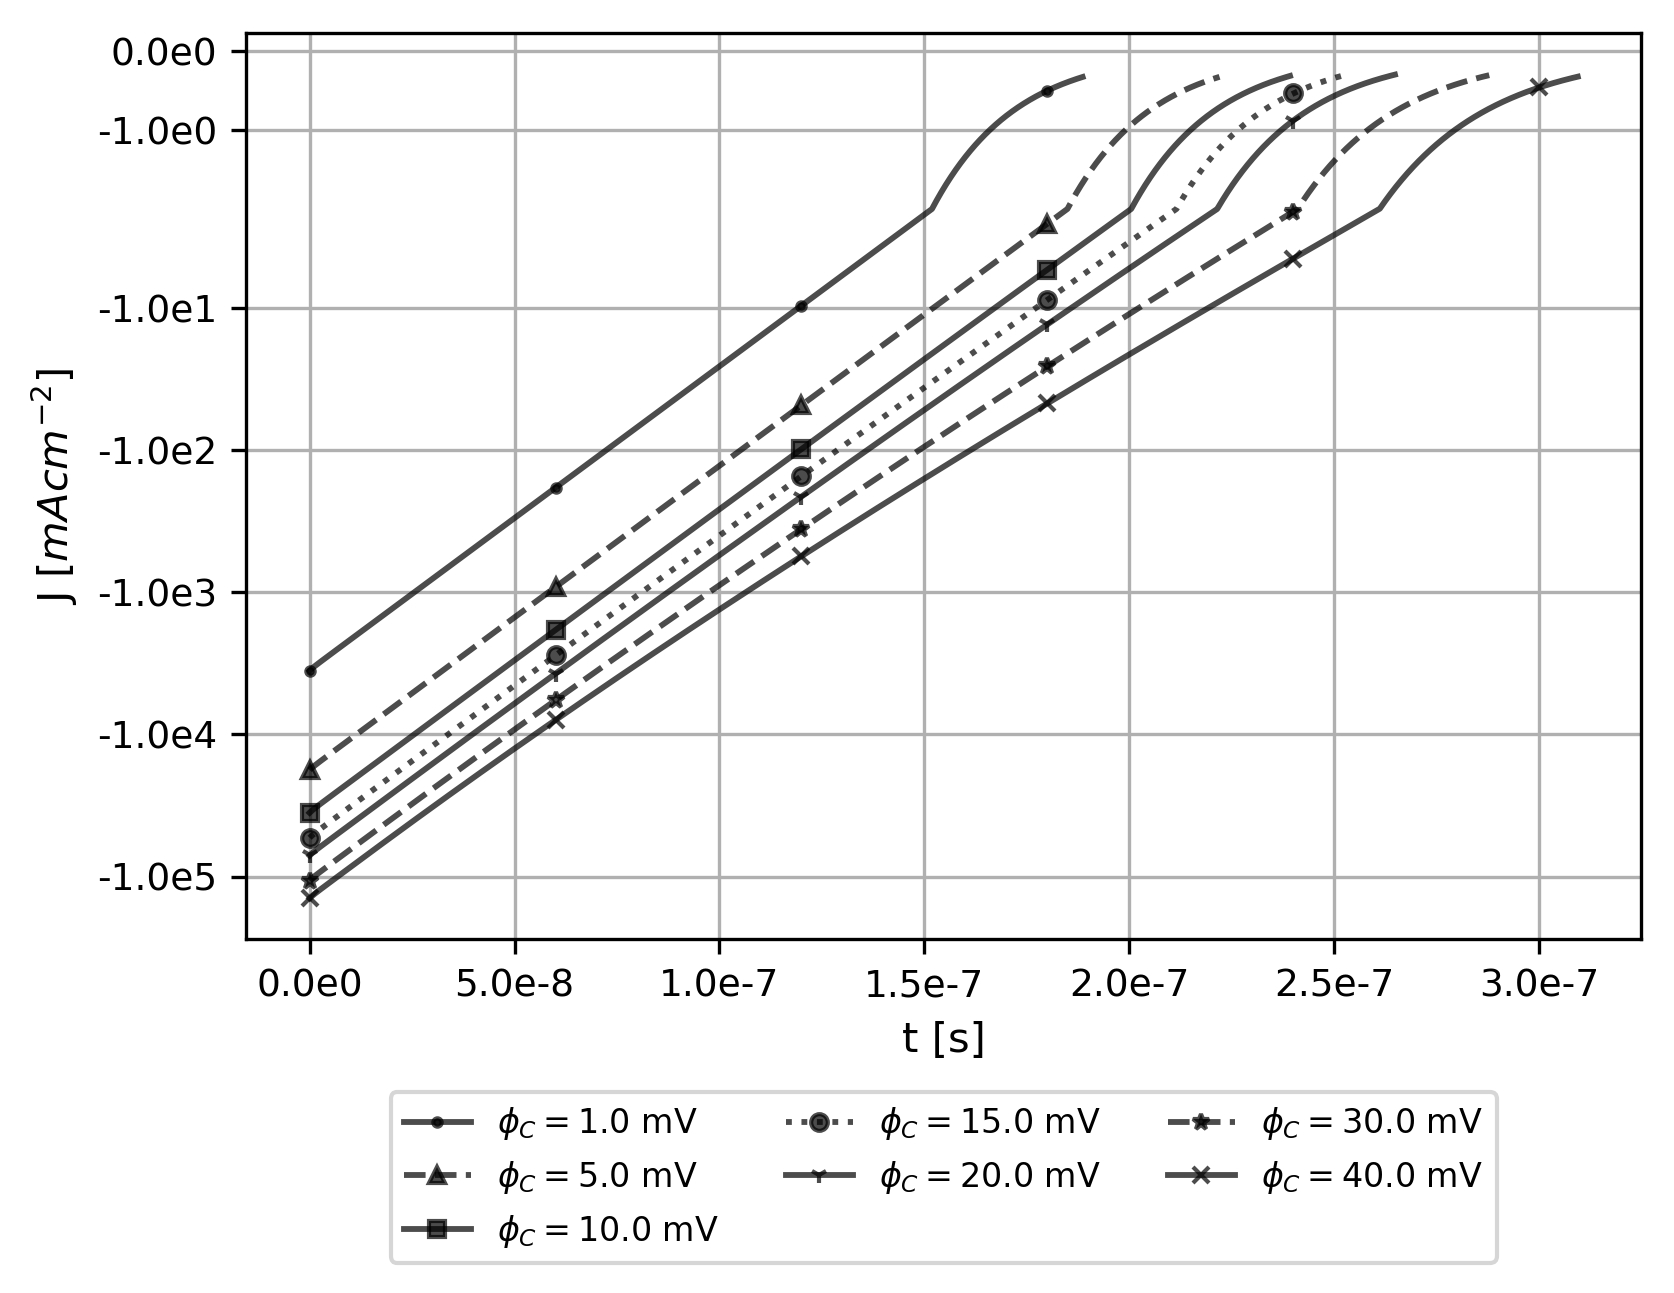 0.0e0
-1.0e0
-1.0e1
-1.0e2
-1.0e3
-1.0e4
-1.0e5
J [mAcm⁻²]
0.0e0 5.0e-8 1.0e-7 1.5e-7 2.0e-7 2.5e-7 3.0e-7
t [s]
ϕ_C = 1.0 mV ϕ_C = 15.0 mV ϕ_C = 30.0 mV
ϕ_C = 5.0 mV ϕ_C = 20.0 mV ϕ_C = 40.0 mV
ϕ_C = 10.0 mV